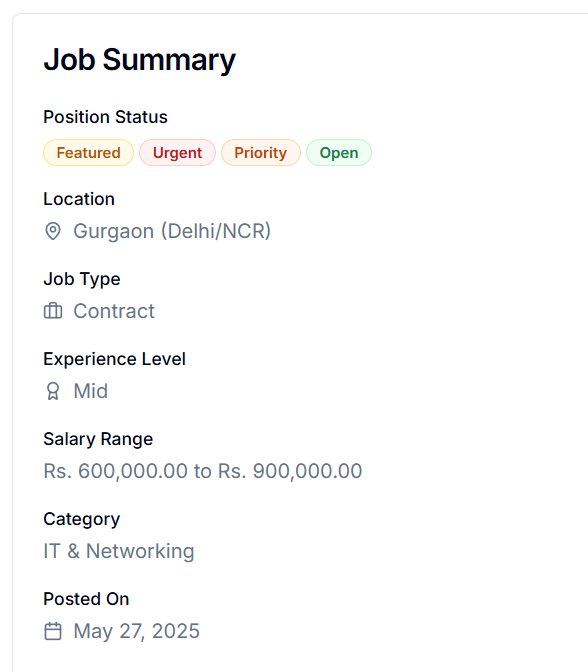 Job Summary
Position Status
Featured Urgent Priority Open
Location
Gurgaon (Delhi/NCR)
Job Type
Contract
Experience Level
Mid
Salary Range
Rs. 600,000.00 to Rs. 900,000.00
Category
IT & Networking
Posted On
May 27, 2025